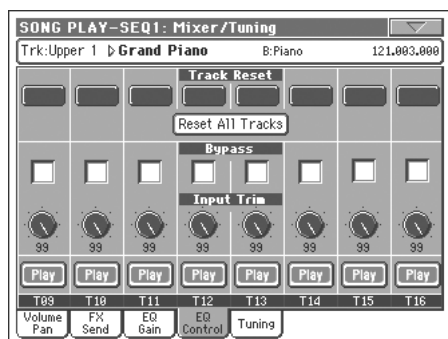 SONG PLAY-SEQ1: Mixer/Tuning
Trk:Upper 1 ▷Grand Piano B:Piano 121.003.000
Track Reset
Reset All Tracks
Bypass
Input Trim
99 99 99 99 99 99 99 99
Play Play Play Play Play Play Play Play
T09 T10 T11 T12 T13 T14 T15 T16
Volume Pan FX Send EQ Gain EQ Control Tuning